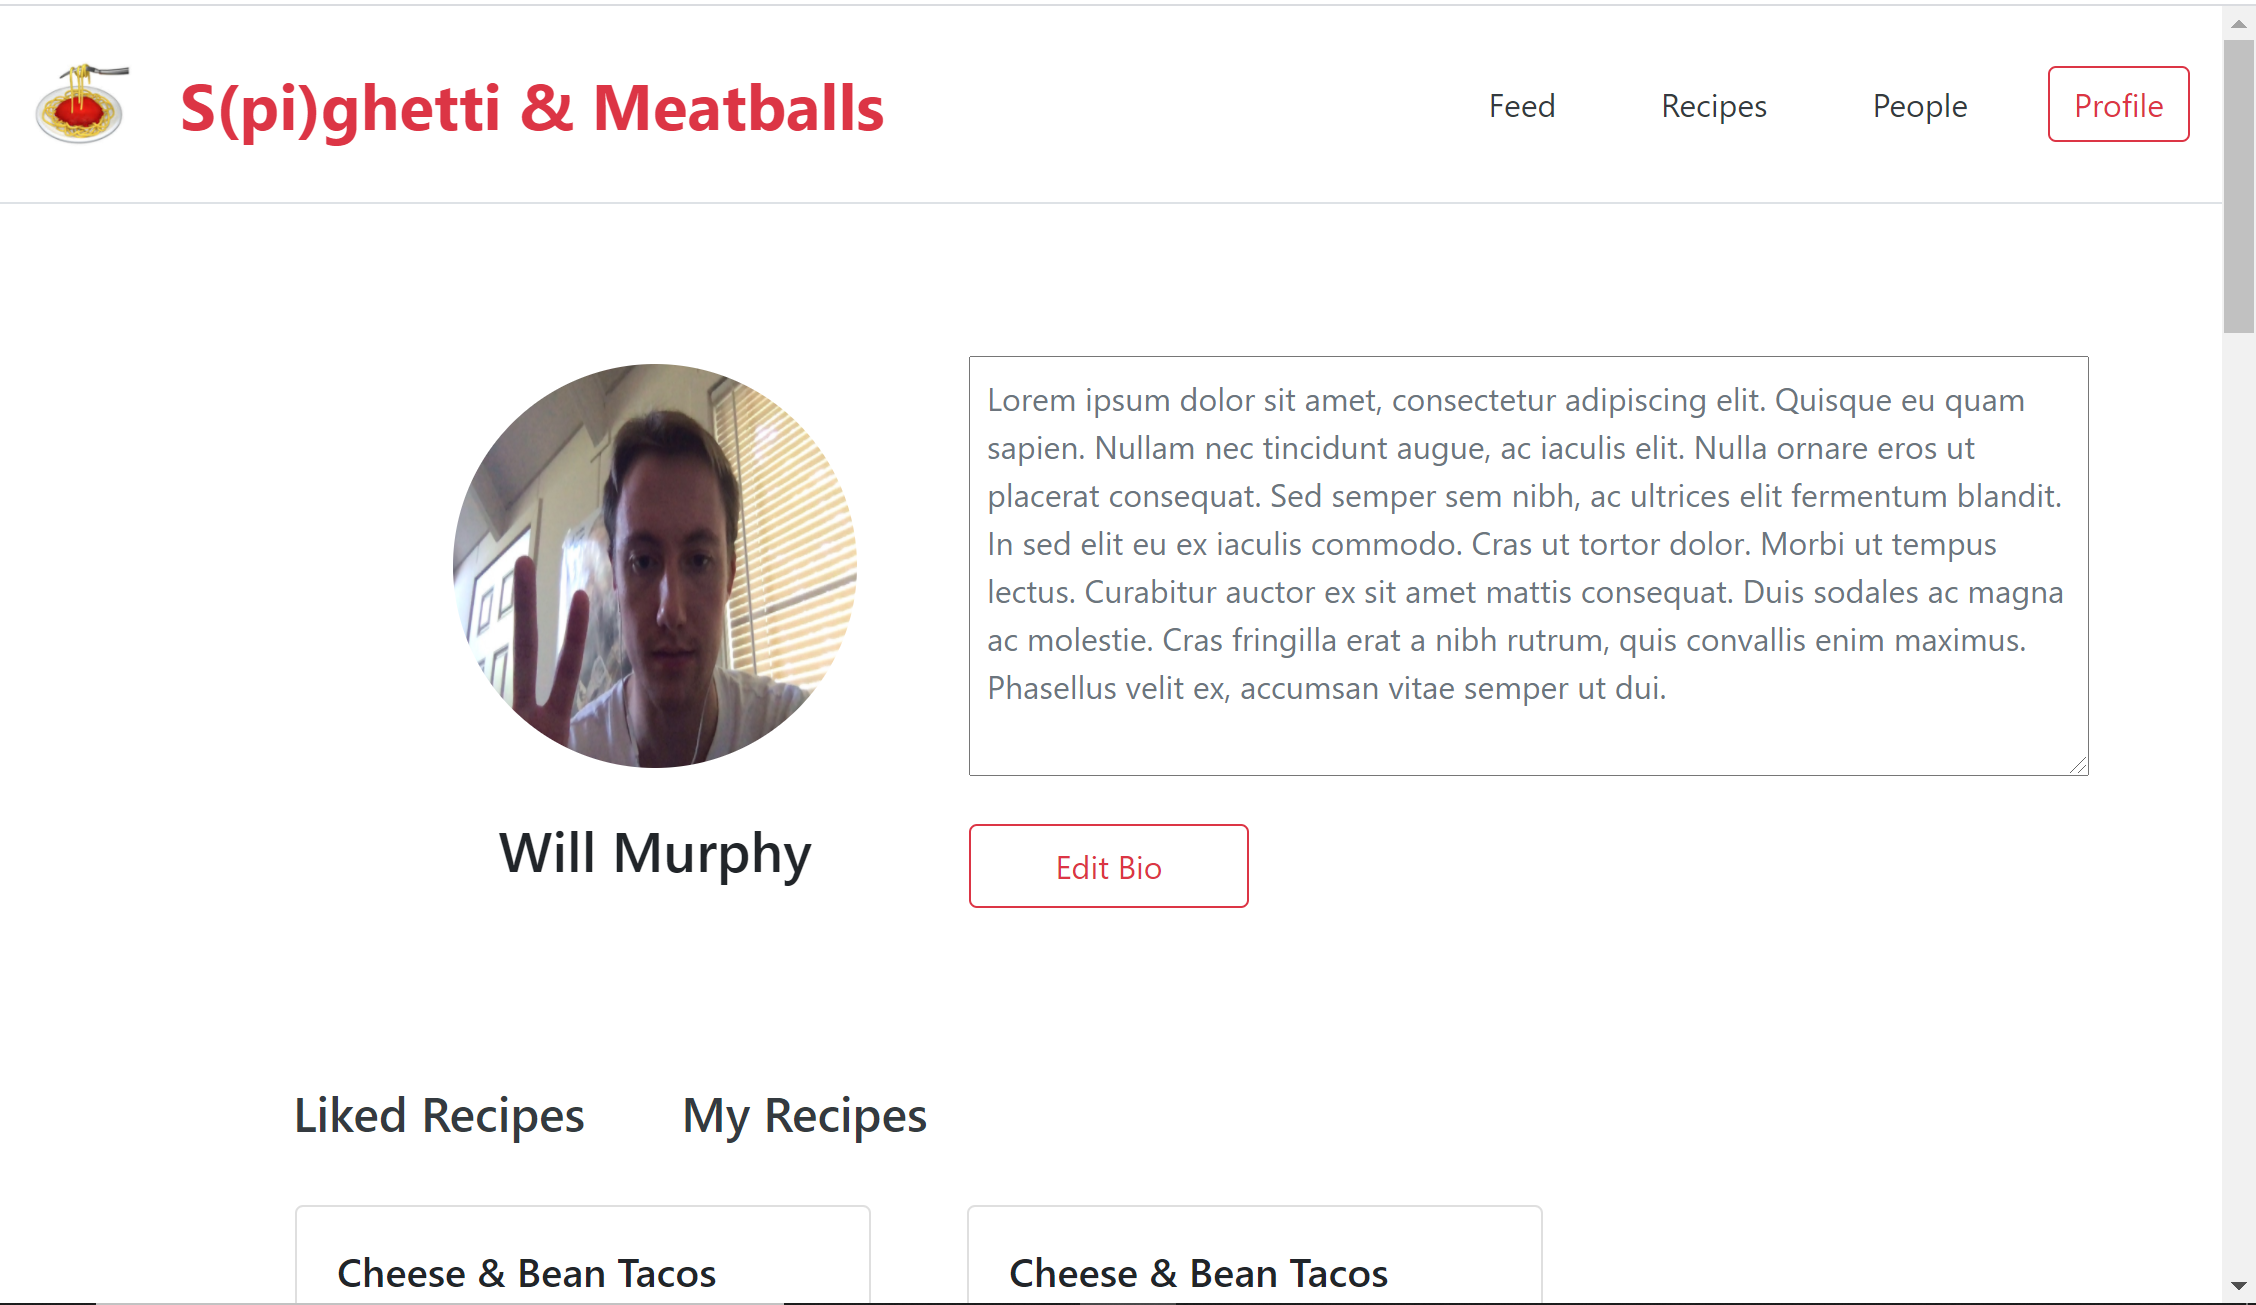 S(pi)ghetti & Meatballs
Feed
Recipes
People
Profile
Lorem ipsum dolor sit amet, consectetur adipiscing elit. Quisque eu quam
sapien. Nullam nec tincidunt augue, ac iaculis elit. Nulla ornare eros ut
placerat consequat. Sed semper sem nibh, ac ultrices elit fermentum blandit.
In sed elit eu ex iaculis commodo. Cras ut tortor dolor. Morbi ut tempus
lectus. Curabitur auctor ex sit amet mattis consequat. Duis sodales ac magna
ac molestie. Cras fringilla erat a nibh rutrum, quis convallis enim maximus.
Phasellus velit ex, accumsan vitae semper ut dui.
Will Murphy
Edit Bio
Liked Recipes
My Recipes
Cheese & Bean Tacos
Cheese & Bean Tacos